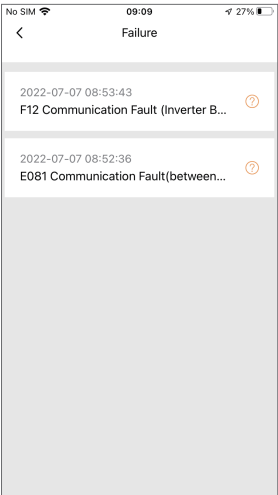 No SIM 09:09 27%
Failure
2022-07-07 08:53:43
F12 Communication Fault (Inverter B...
?
2022-07-07 08:52:36
E081 Communication Fault(between...
?